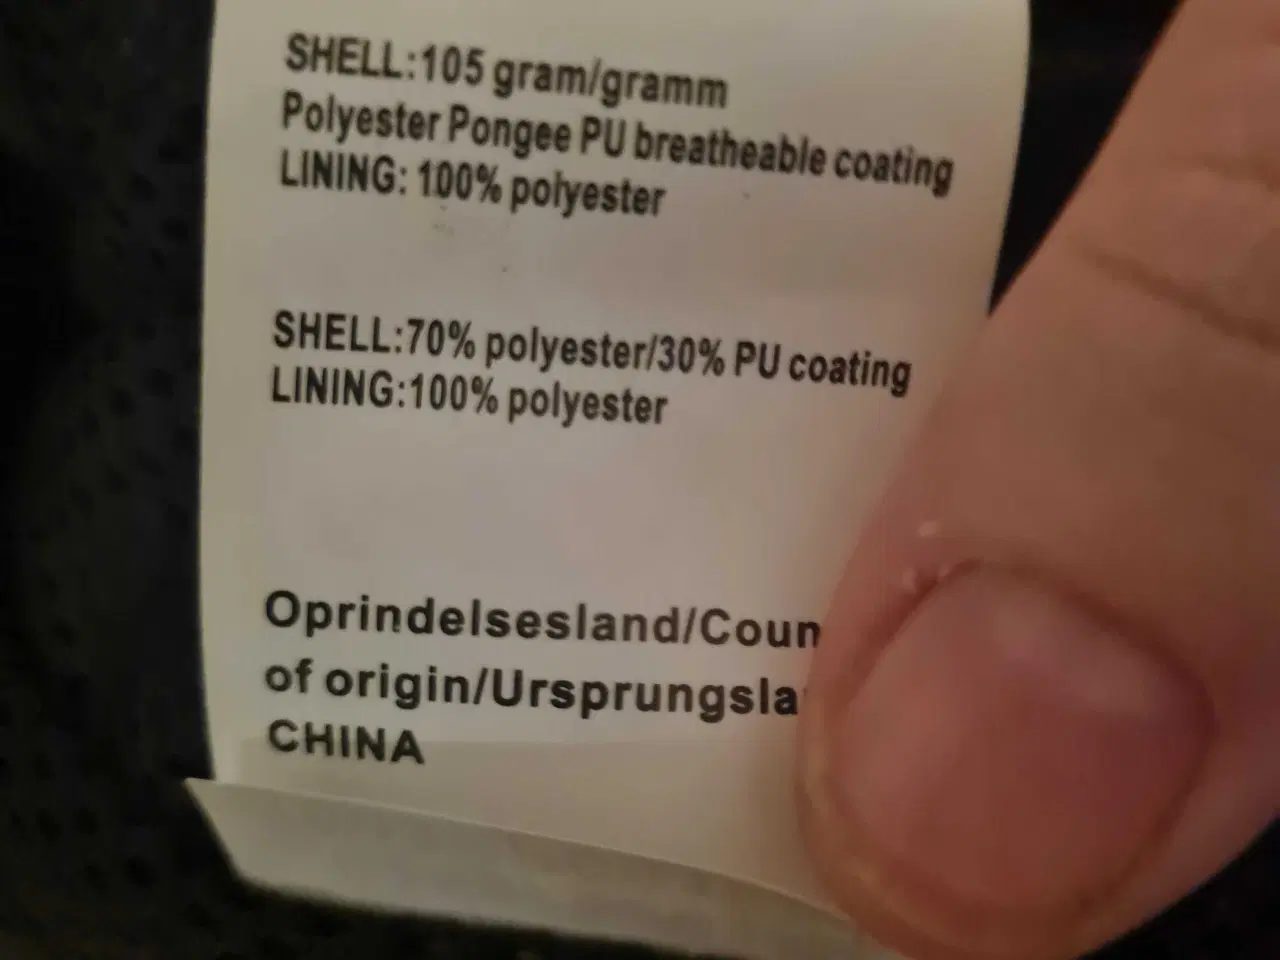 SHELL:105 gram/gramm
Polyester Pongee PU breatheable coating
LINING: 100% polyester
SHELL:70% polyester/30% PU coating
LINING:100% polyester
Oprindelsesland/Coun
of origin/Ursprungsla
CHINA